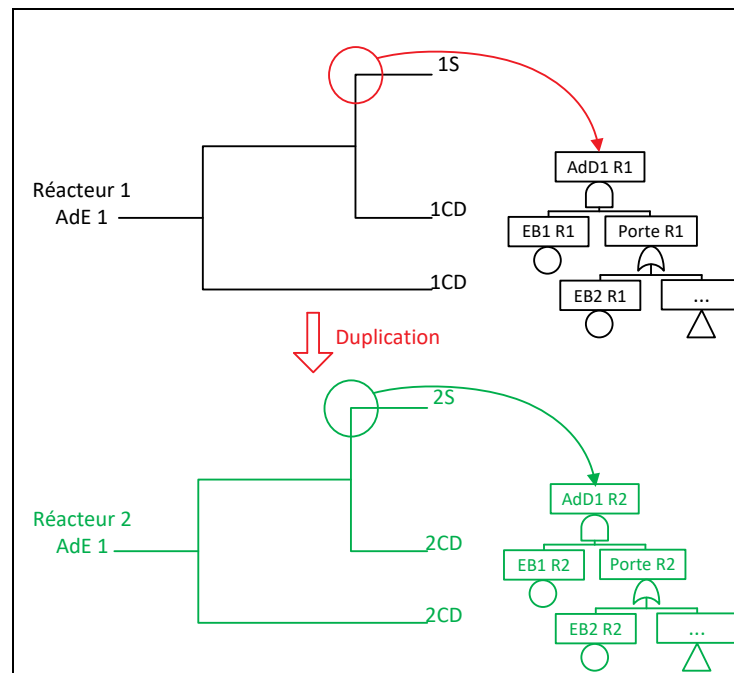 1S
AdD1 R1
Réacteur 1
AdE 1
1CD
EB1 R1
Porte R1
1CD
EB2 R1
...
Duplication
2S
AdD1 R2
Réacteur 2
AdE 1
2CD
EB1 R2
Porte R2
2CD
EB2 R2
...